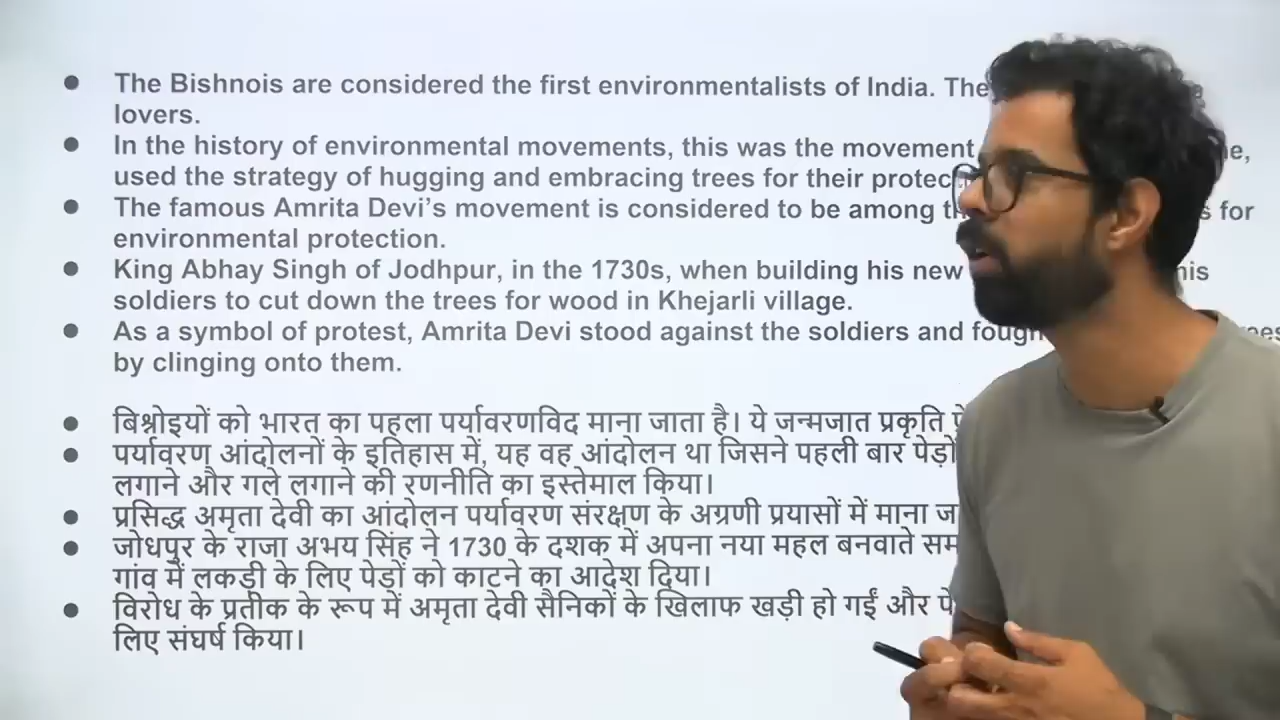 The Bishnois are considered the first environmentalists of India. The
lovers.
In the history of environmental movements, this was the movement
used the strategy of hugging and embracing trees for their
The famous Amrita Devi’s movement is considered to be among for
environmental protection.
King Abhay Singh of Jodhpur, in the 1730s, when building his new
soldiers to cut down the trees for wood in Khejarli village.
As a symbol of protest, Amrita Devi stood against the soldiers and
by clinging onto them.
बिश्नोइयों को भारत का पहला पर्यावरणविद माना जाता है। ये जन्मजात प्रकृति
पर्यावरण आंदोलनों के इतिहास में, यह वह आंदोलन था जिसने पहली बार पेड़ों
लगाने और गले लगाने की रणनीति का इस्तेमाल किया।
प्रसिद्ध अमृता देवी का आंदोलन पर्यावरण संरक्षण के अग्रणी प्रयासों में माना
जोधपुर के राजा अभय सिंह ने 1730 के दशक में अपना नया महल बनवाते
गांव में लकड़ी के लिए पेड़ों को काटने का आदेश दिया।
विरोध के प्रतीक के रूप में अमृता देवी सैनिकों के खिलाफ खड़ी हो गईं और
लिए संघर्ष किया।